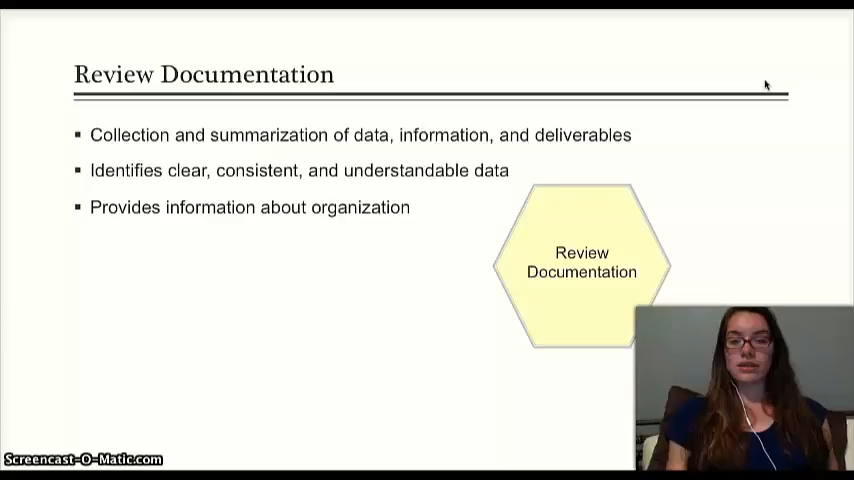 Review Documentation
Collection and summarization of data, information, and deliverables
Identifies clear, consistent, and understandable data
Provides information about organization
Review
Documentation
Screencast-O-Matic.com